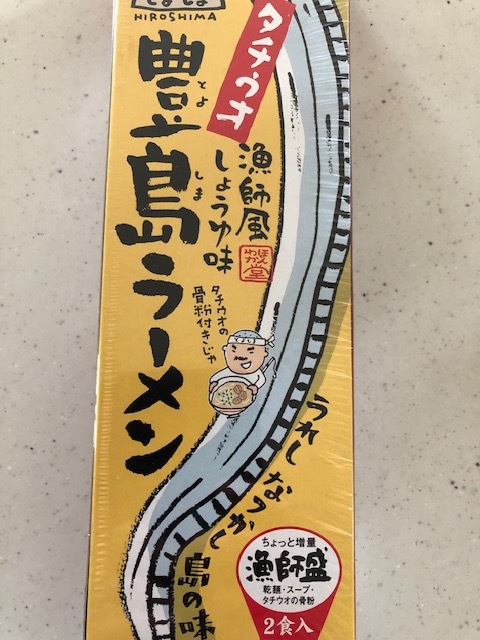 HIROSHIMA
タチウオ
豊島ラーメン
とよ
しま
漁師風
しょうゆ味
タチウオの
骨粉付きじゃ
うれしなつかし
島の味
ちょっと増量
漁師盛
乾麺・スープ・
タチウオの骨粉
2食入